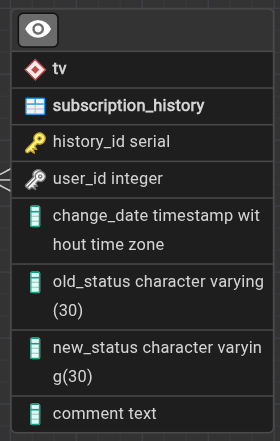 tv
subscription_history
history_id serial
user_id integer
change_date timestamp wit
hout time zone
old_status character varying
(30)
new_status character varyin
g(30)
comment text